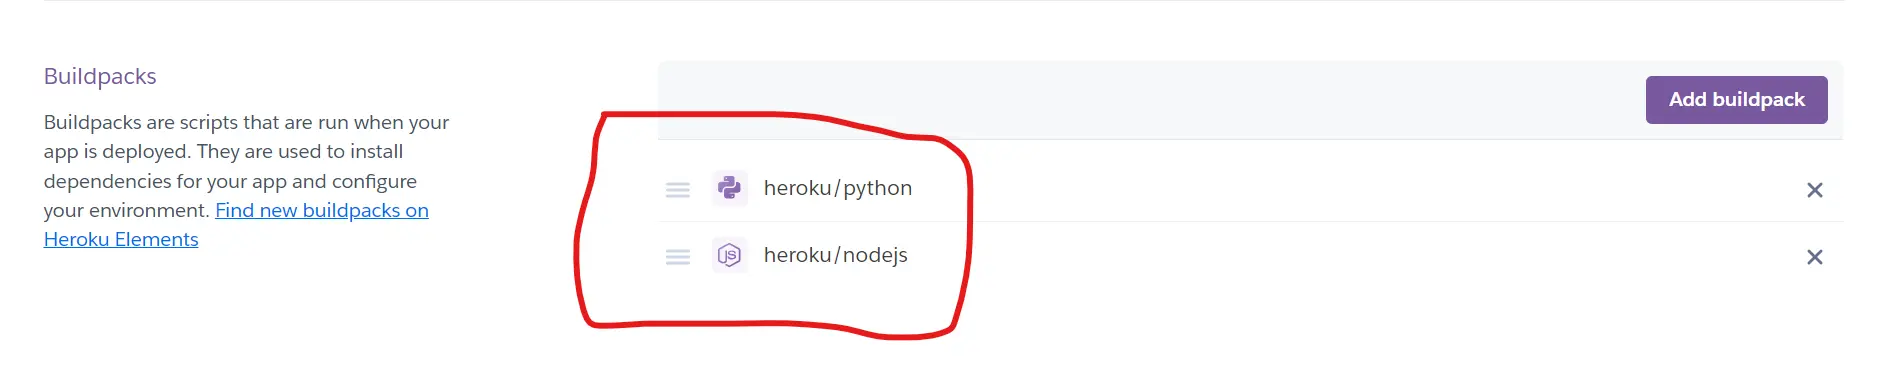 Buildpacks
Buildpacks are scripts that are run when your
app is deployed. They are used to install
dependencies for your app and configure
your environment. Find new buildpacks on
Heroku Elements
Add buildpack
heroku/python
JS heroku/nodejs